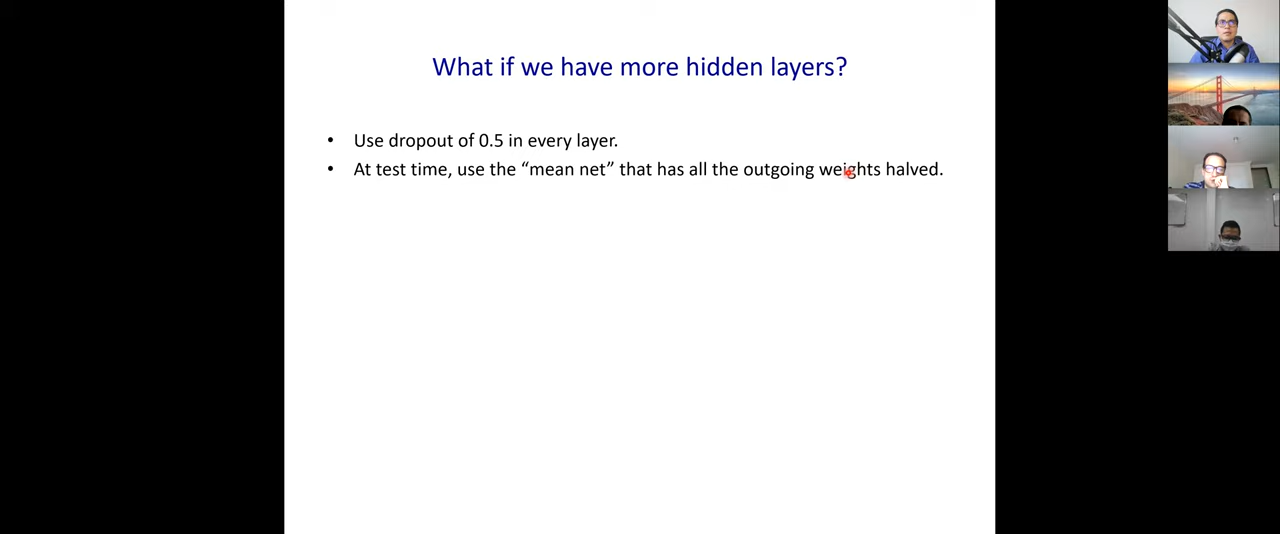 What if we have more hidden layers?
• Use dropout of 0.5 in every layer.
• At test time, use the “mean net” that has all the outgoing weights halved.